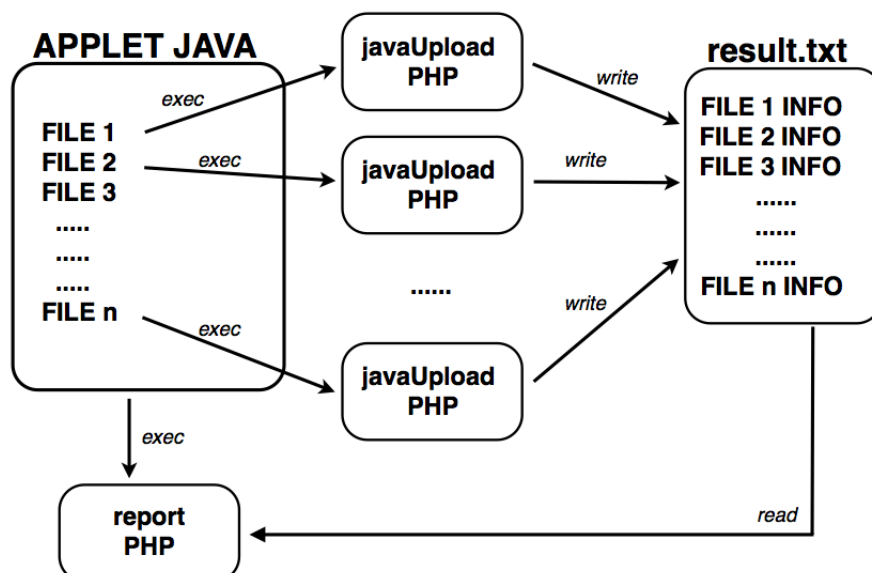 APPLET JAVA
FILE 1
FILE 2
FILE 3
.....
.....
.....
FILE n
exec
exec
exec
exec
javaUpload
PHP
javaUpload
PHP
......
javaUpload
PHP
write
write
write
result.txt
FILE 1 INFO
FILE 2 INFO
FILE 3 INFO
......
......
......
FILE n INFO
report
PHP
read